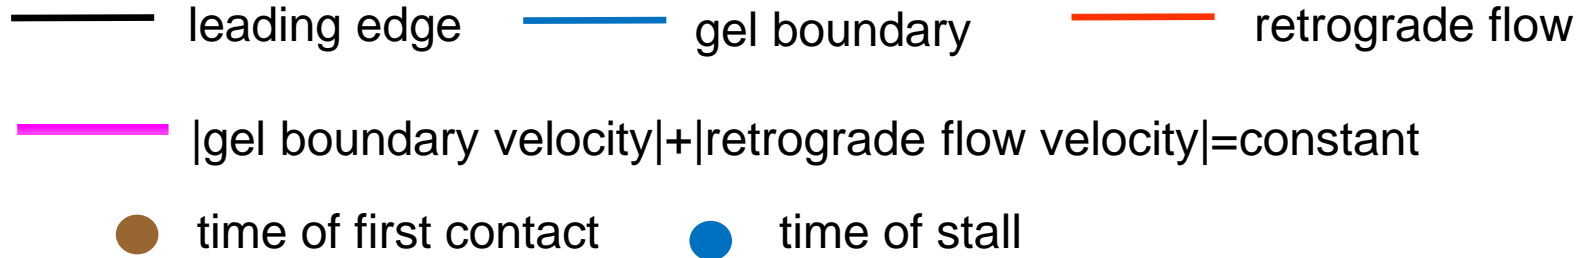 leading edge gel boundary retrograde flow
|gel boundary velocity|+|retrograde flow velocity|=constant
time of first contact time of stall